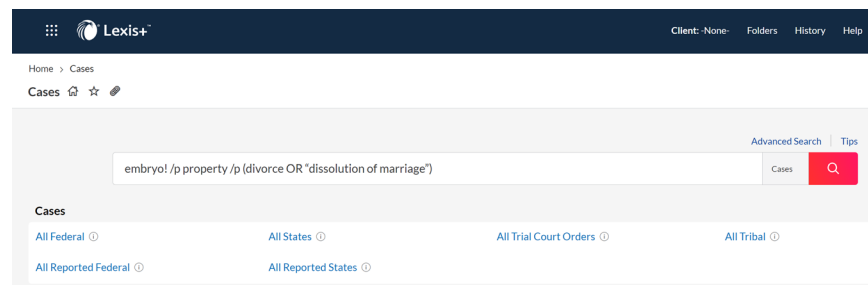 Lexis+™ Client: -None- Folders History Help
Home > Cases
Cases
Advanced Search Tips
embryo! /p property /p (divorce OR “dissolution of marriage”) Cases
Cases
All Federal All States All Trial Court Orders All Tribal
All Reported Federal All Reported States